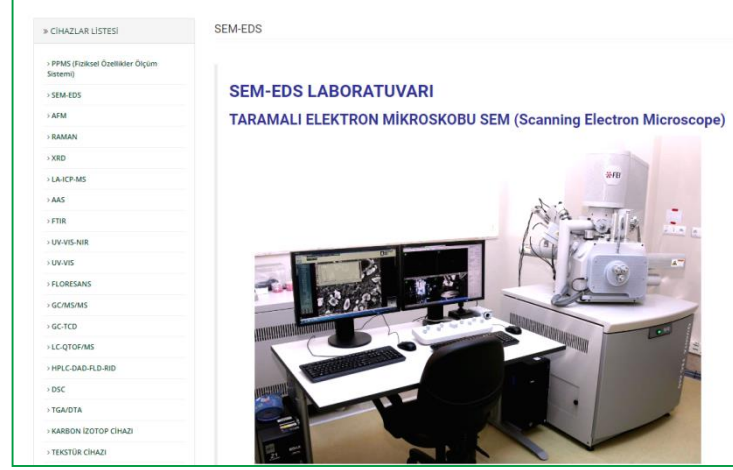 » CİHAZLAR LİSTESİ
› PPMS (Fiziksel Özellikler Ölçüm
Sistemi)
› SEM-EDS
› AFM
› RAMAN
› XRD
› LA-ICP-MS
› AAS
› FTIR
› UV-VIS-NIR
› UV-VIS
› FLORESANS
› GC/MS/MS
› GC-TCD
› LC-QTOF/MS
› HPLC-DAD-FLD-RID
› DSC
› TGA/DTA
› KARBON İZOTOP CİHAZI
› TEKSTÜR CİHAZI
SEM-EDS
SEM-EDS LABORATUVARI
TARAMALI ELEKTRON MİKROSKOBU SEM (Scanning Electron Microscope)
FEI